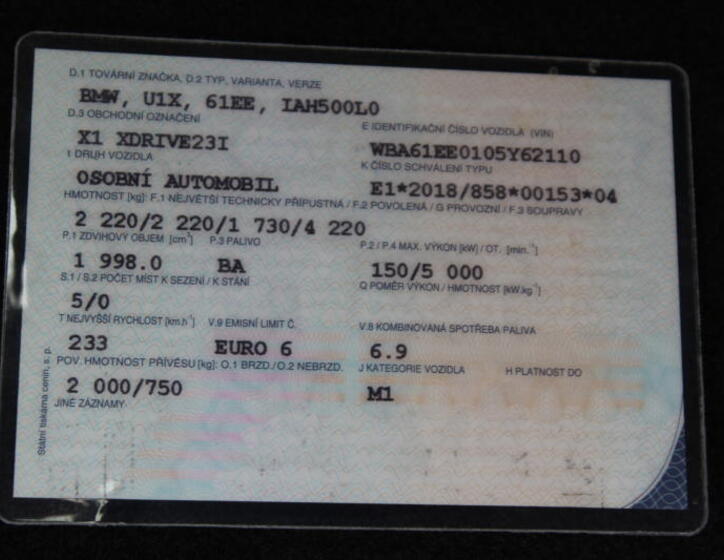 D.1 TOVÁRNÍ ZNAČKA, D.2 TYP, VARIANTA, VERZE
BMW, U1X, 61EE, IAH500L0
D.3 OBCHODNÍ OZNAČENÍ
E IDENTIFIKAČNÍ ČÍSLO VOZIDLA (VIN)
X1 XDRIVE23I
WBA61EE0105Y62110
1 DRUH VOZIDLA
K ČÍSLO SCHVÁLENÍ TYPU
OSOBNÍ AUTOMOBIL
E1*2018/858*00153*04
HMOTNOST [kg]: F.1 NEJVĚTŠÍ TECHNICKY PŘÍPUSTNÁ / F.2 POVOLENÁ / G PROVOZNÍ / F.3 SOUPRAVY
2 220/2 220/1 730/4 220
P.1 ZDVIHOVÝ OBJEM [cm³] P.3 PALIVO
P.2 / P.4 MAX. VÝKON [kW] / OT. [min.⁻¹]
1 998.0 BA
150/5 000
S.1 / S.2 POČET MÍST K SEZENÍ / K STÁNÍ
Q POMĚR VÝKON / HMOTNOST [kW.kg⁻¹]
5/0
T NEJVYŠŠÍ RYCHLOST [km.h⁻¹] V.9 EMISNÍ LIMIT Č.
V.8 KOMBINOVANÁ SPOTŘEBA PALIVA
233 EURO 6
6.9
POV. HMOTNOST PŘÍVĚSU [kg]: O.1 BRZD./O.2 NEBRZD.
J KATEGORIE VOZIDLA H PLATNOST DO
2 000/750
M1
JINÉ ZÁZNAMY
Státní tiskárna cenin, s. p.